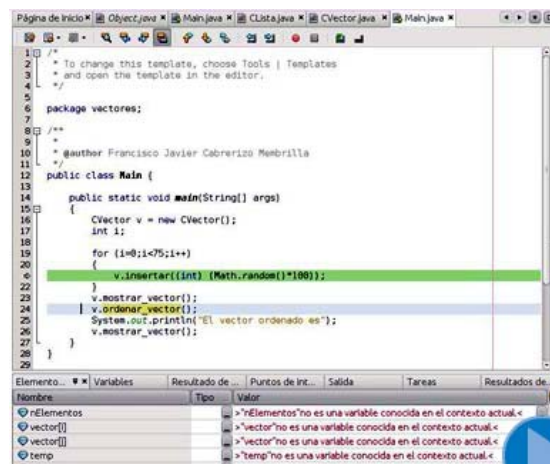 Página de Inicio Object.java Main.java CLista.java CVector.java Main.java
1 /*
2 * To change this template, choose Tools | Templates
3 * and open the template in the editor.
4 */
5
6 package vectores;
7
8 /**
9 *
10 * @author Francisco Javier Cabrerizo Membrilla
11 */
12 public class Main {
13
14 public static void main(String[] args)
15 {
16 CVector v = new CVector();
17 int i;
18
19 for (i=0;i<75;i++)
20 {
v.insertar((int) (Math.random()*100));
22 }
23 v.mostrar_vector();
24 v.ordenar_vector();
25 System.out.println("El vector ordenado es");
26 v.mostrar_vector();
27 }
28 }
29
Elemento... Variables Resultado de ... Puntos de Int... Salida Tareas Resultados de
Nombre Tipo Valor
nElementos >"nElementos"no es una variable conocida en el contexto actual.<
vector[i] >"vector"no es una variable conocida en el contexto actual.<
vector[j] >"vector"no es una variable conocida en el contexto actual.<
temp >"temp"no es una variable conocida en el contexto actual.<